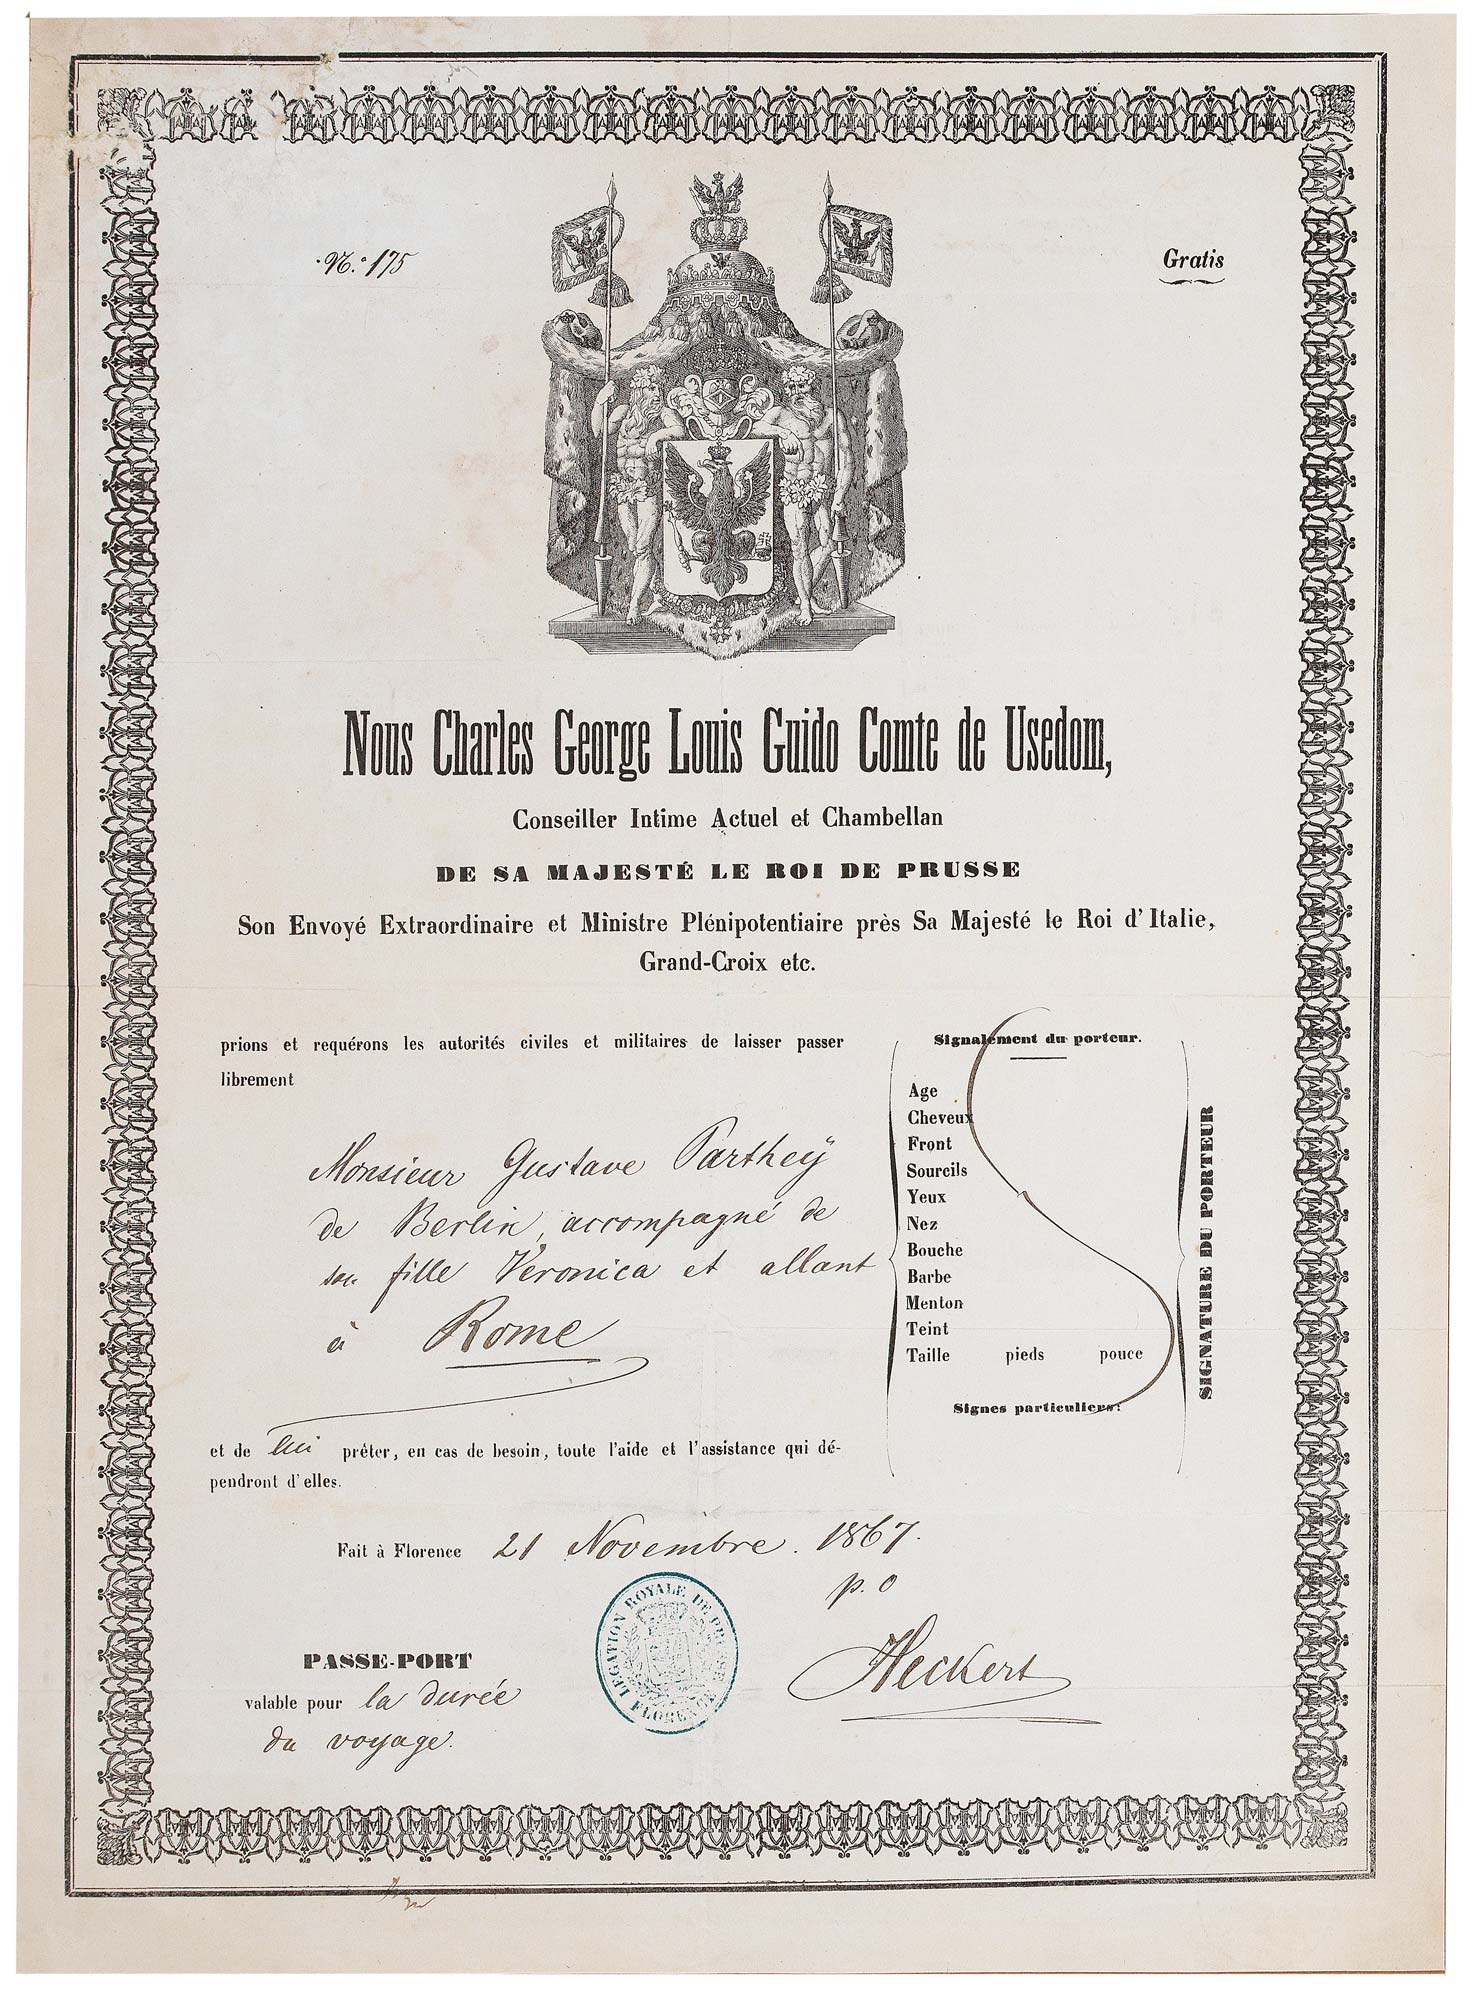 N.° 175
Gratis
Nous Charles George Louis Guido Comte de Usedom,
Conseiller Intime Actuel et Chambellan
DE SA MAJESTÉ LE ROI DE PRUSSE
Son Envoyé Extraordinaire et Ministre Plénipotentiaire près Sa Majesté le Roi d'Italie,
Grand-Croix etc.
prions et requérons les autorités civiles et militaires de laisser passer
librement
Monsieur Gustave Parthey
de Berlin, accompagné de
sa fille Veronica et allant
à Rome
et de lui prêter, en cas de besoin, toute l'aide et l'assistance qui dé-
pendront d'elles.
Signalement du porteur.
Age
Cheveux
Front
Sourcils
Yeux
Nez
Bouche
Barbe
Menton
Teint
Taille pieds pouce
Signes particuliers:
SIGNATURE DU PORTEUR
Fait à Florence 21 Novembre. 1867.
p. o
Heckert
LEGATION ROYALE DE PRUSSE
FLORENCE
PASSE-PORT
valable pour la durée
du voyage.